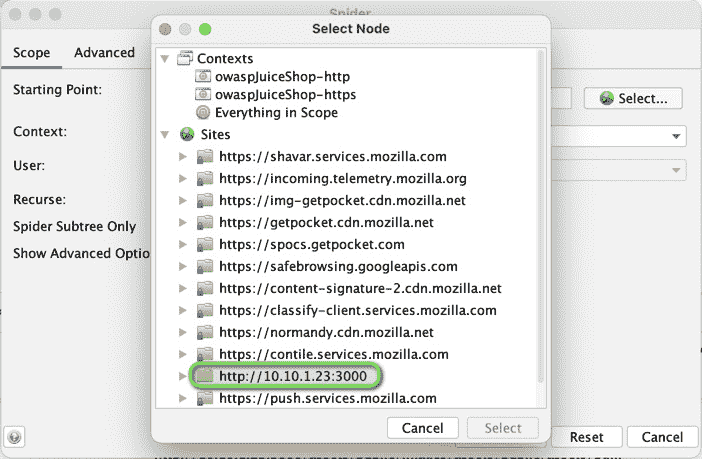 Spider
Select Node
Scope
Advanced
Starting Point:
Select...
Context:
User:
Recurse:
Spider Subtree Only
Show Advanced Optio
Contexts
owaspJuiceShop-http
owaspJuiceShop-https
Everything in Scope
Sites
https://shavar.services.mozilla.com
https://incoming.telemetry.mozilla.org
https://img-getpocket.cdn.mozilla.net
https://getpocket.cdn.mozilla.net
https://spocs.getpocket.com
https://safebrowsing.googleapis.com
https://content-signature-2.cdn.mozilla.net
https://classify-client.services.mozilla.com
https://normandy.cdn.mozilla.net
https://contile.services.mozilla.com
http://10.10.1.23:3000
https://push.services.mozilla.com
Cancel
Select
Reset
Cancel